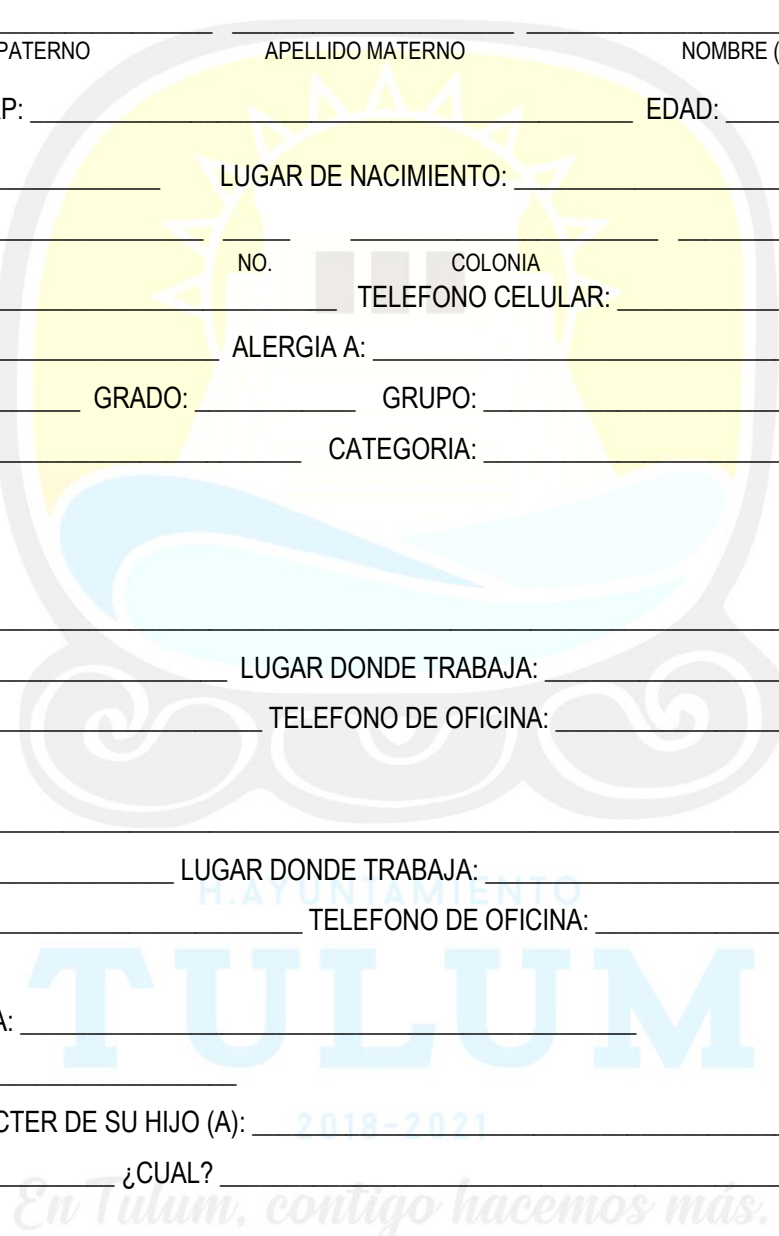 PATERNO APELLIDO MATERNO NOMBRE (
P: EDAD:
LUGAR DE NACIMIENTO:
NO. COLONIA
TELEFONO CELULAR:
ALERGIA A:
GRADO: GRUPO:
CATEGORIA:
LUGAR DONDE TRABAJA:
TELEFONO DE OFICINA:
LUGAR DONDE TRABAJA:
H.AYUNTAMIENTO
TELEFONO DE OFICINA:
TULUM
A:
CTER DE SU HIJO (A):
2018-2021
¿CUAL?
En Tulum, contigo hacemos más.